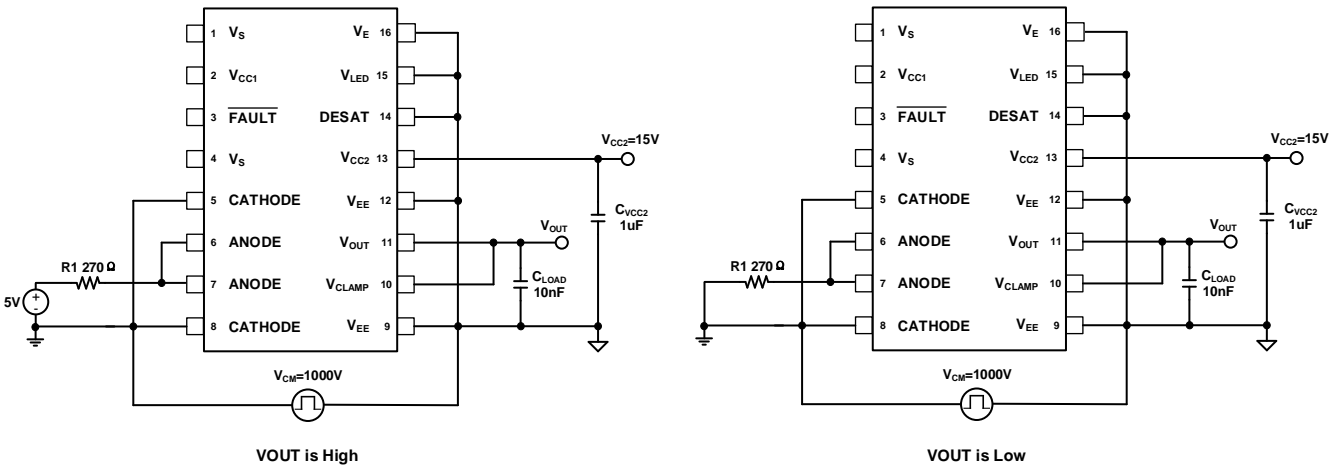 1 VS VE 16
2 VCC1 VLED 15
3 FAULT DESAT 14
4 VS VCC2 13
5 CATHODE VEE 12
6 ANODE VOUT 11
7 ANODE VCLAMP 10
8 CATHODE VEE 9
VCC2=15V
CVCC2
1uF
VOUT
CLOAD
10nF
R1 270Ω
5V
+
-
VCM=1000V
VOUT is High
1 VS VE 16
2 VCC1 VLED 15
3 FAULT DESAT 14
4 VS VCC2 13
5 CATHODE VEE 12
6 ANODE VOUT 11
7 ANODE VCLAMP 10
8 CATHODE VEE 9
VCC2=15V
CVCC2
1uF
VOUT
CLOAD
10nF
R1 270Ω
VCM=1000V
VOUT is Low